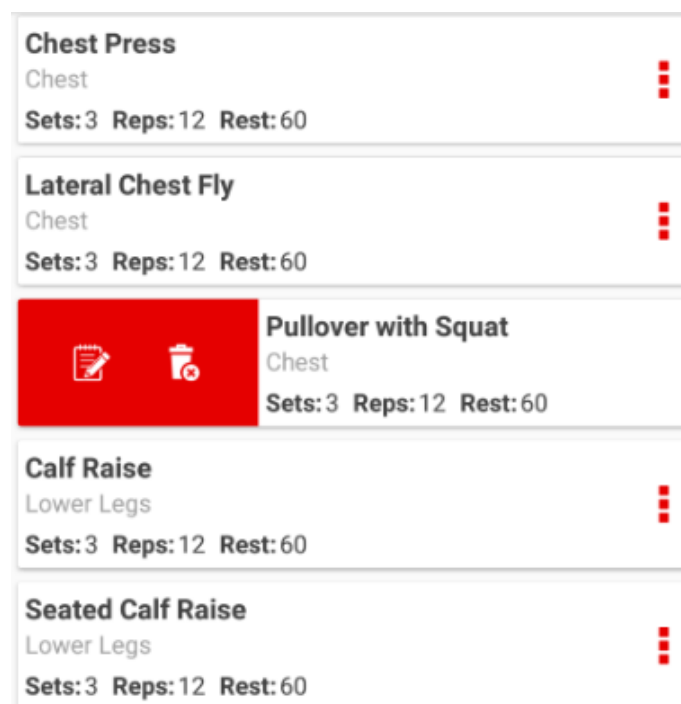 Chest Press
Chest
Sets: 3 Reps: 12 Rest: 60
Lateral Chest Fly
Chest
Sets: 3 Reps: 12 Rest: 60
Pullover with Squat
Chest
Sets: 3 Reps: 12 Rest: 60
Calf Raise
Lower Legs
Sets: 3 Reps: 12 Rest: 60
Seated Calf Raise
Lower Legs
Sets: 3 Reps: 12 Rest: 60